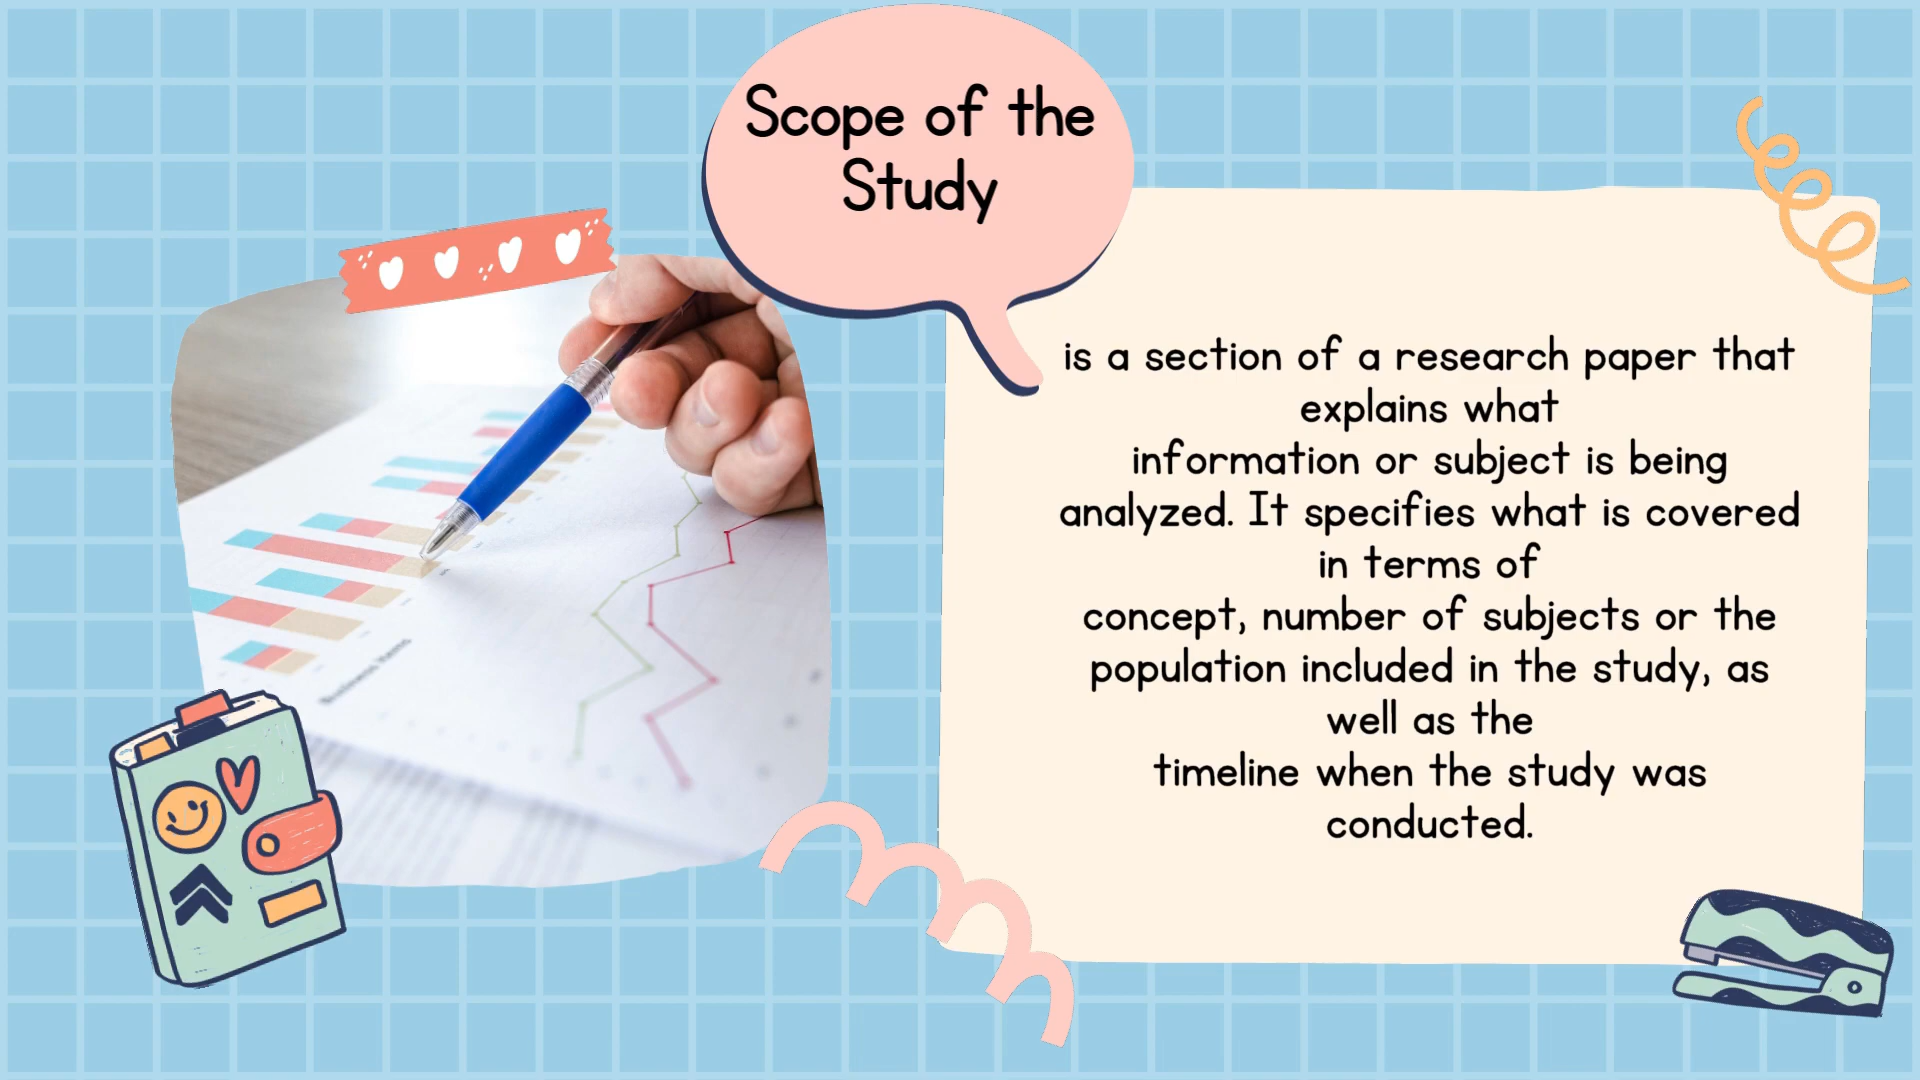 Scope of the
Study
is a section of a research paper that
explains what
information or subject is being
analyzed. It specifies what is covered
in terms of
concept, number of subjects or the
population included in the study, as
well as the
timeline when the study was
conducted.